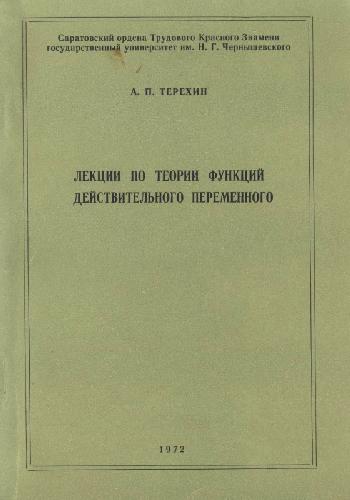 Саратовский ордена Трудового Красного Знамени
государственный университет им. Н. Г. Чернышевского
А. П. ТЕРЕХИН
ЛЕКЦИИ ПО ТЕОРИИ ФУНКЦИЙ
ДЕЙСТВИТЕЛЬНОГО ПЕРЕМЕННОГО
1972